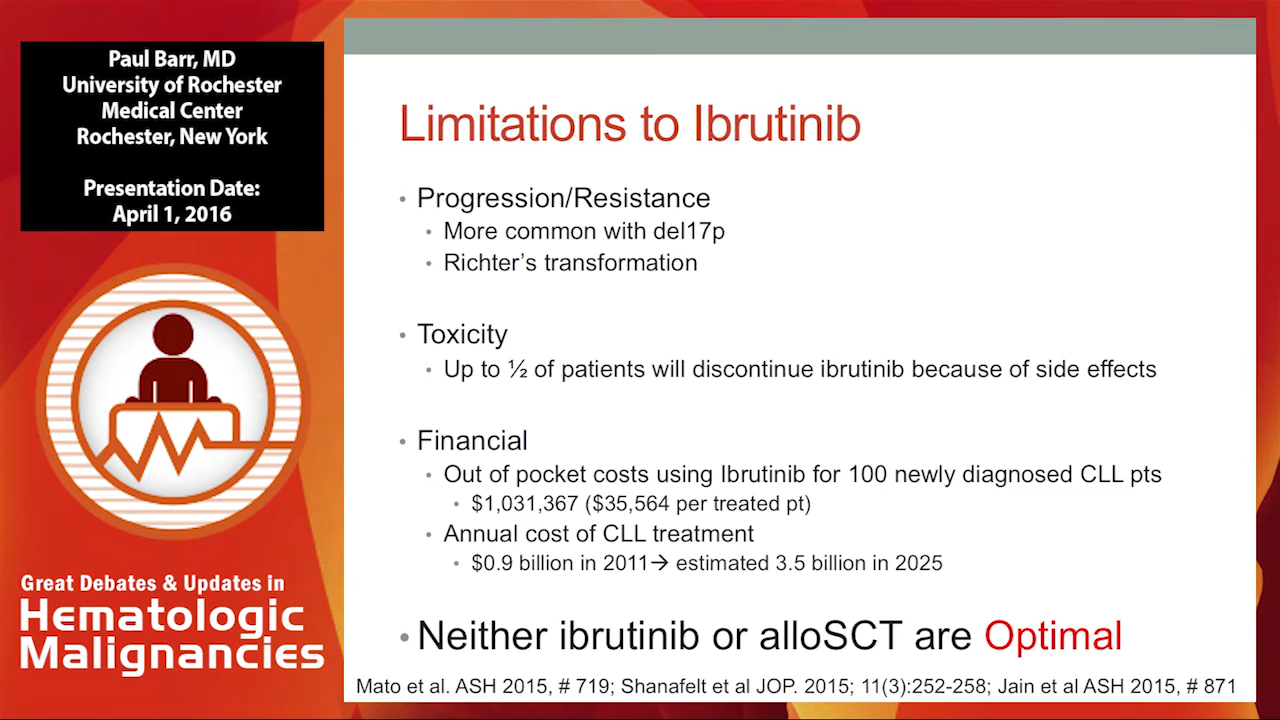 Paul Barr, MD
University of Rochester
Medical Center
Rochester, New York
Presentation Date:
April 1, 2016
Great Debates & Updates in
Hematologic
Malignancies
Limitations to Ibrutinib
• Progression/Resistance
• More common with del17p
• Richter’s transformation
• Toxicity
• Up to ½ of patients will discontinue ibrutinib because of side effects
• Financial
• Out of pocket costs using Ibrutinib for 100 newly diagnosed CLL pts
• $1,031,367 ($35,564 per treated pt)
• Annual cost of CLL treatment
• $0.9 billion in 2011→ estimated 3.5 billion in 2025
• Neither ibrutinib or alloSCT are Optimal
Mato et al. ASH 2015, # 719; Shanafelt et al JOP. 2015; 11(3):252-258; Jain et al ASH 2015, # 871